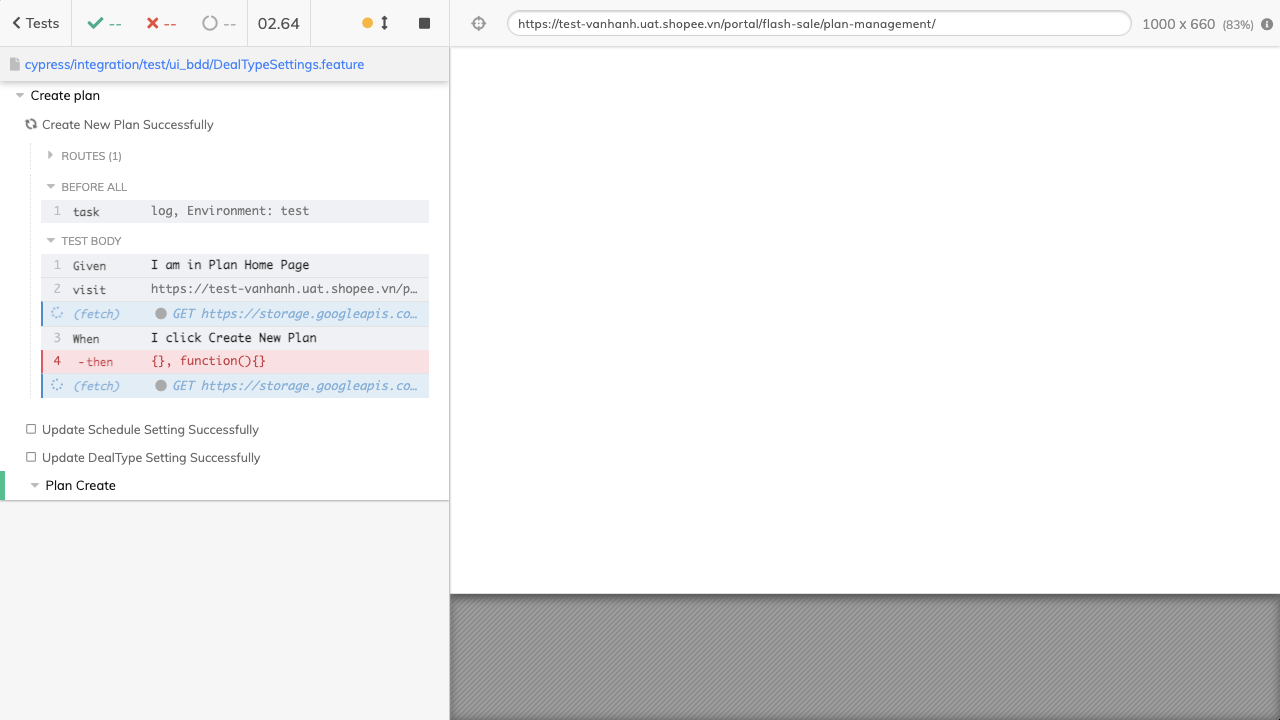 Tests
--
--
--
02.64
https://test-vanhanh.uat.shopee.vn/portal/flash-sale/plan-management/
1000 x 660 (83%)
cypress/integration/test/ui_bdd/DealTypeSettings.feature
Create plan
Create New Plan Successfully
ROUTES (1)
BEFORE ALL
1 task log, Environment: test
TEST BODY
1 Given I am in Plan Home Page
2 visit https://test-vanhanh.uat.shopee.vn/p…
(fetch) GET https://storage.googleapis.co…
3 When I click Create New Plan
4 -then {}, function(){}
(fetch) GET https://storage.googleapis.co…
Update Schedule Setting Successfully
Update DealType Setting Successfully
Plan Create